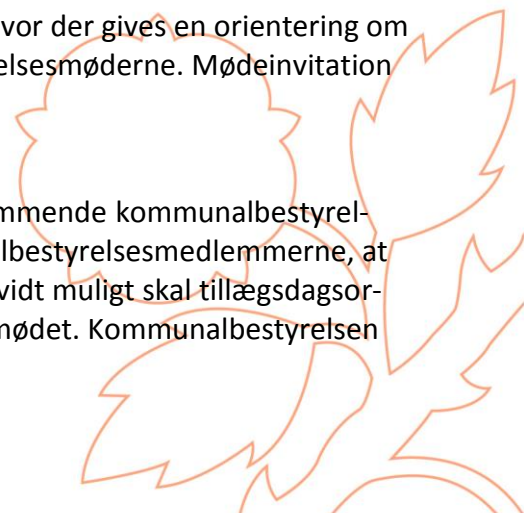 vor der gives en orientering om
elsesmøderne. Mødeinvitation
mmende kommunalbestyrel-
lbestyrelsesmedlemmerne, at
vidt muligt skal tillægsdagsor-
mødet. Kommunalbestyrelsen